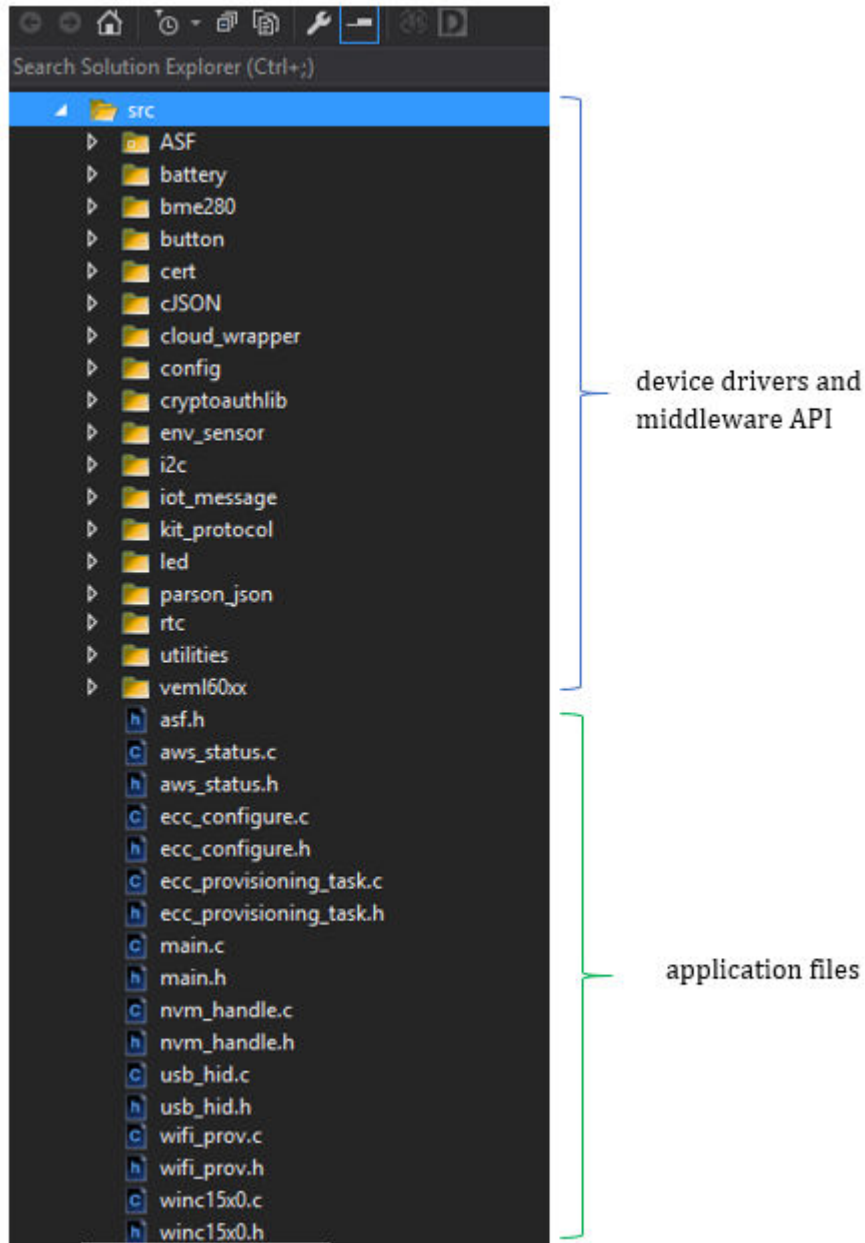 Search Solution Explorer (Ctrl+;)
src
ASF
battery
bme280
button
cert
cJSON
cloud_wrapper
config
cryptoauthlib
env_sensor
i2c
iot_message
kit_protocol
led
parson_json
rtc
utilities
veml60xx
asf.h
aws_status.c
aws_status.h
ecc_configure.c
ecc_configure.h
ecc_provisioning_task.c
ecc_provisioning_task.h
main.c
main.h
nvm_handle.c
nvm_handle.h
usb_hid.c
usb_hid.h
wifi_prov.c
wifi_prov.h
winc15x0.c
winc15x0.h
device drivers and
middleware API
application files